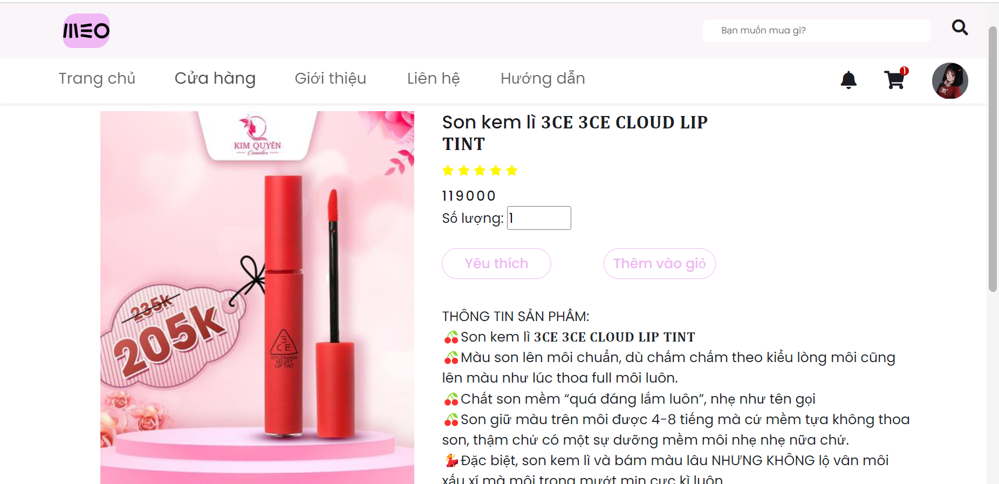 MEO
Bạn muốn mua gì?
Trang chủ
Cửa hàng
Giới thiệu
Liên hệ
Hướng dẫn
1
KIM QUYÊN
Cosmetics
235k
205k
3
CE
STYLENANDA
VELVET
LIP TINT
Son kem lì 𝟑𝐂𝐄 𝟑𝐂𝐄 𝐂𝐋𝐎𝐔𝐃 𝐋𝐈𝐏
𝐓𝐈𝐍𝐓
119000
Số lượng: 1
Yêu thích
Thêm vào giỏ
THÔNG TIN SẢN PHẨM:
🍒Son kem lì 𝟑𝐂𝐄 𝟑𝐂𝐄 𝐂𝐋𝐎𝐔𝐃 𝐋𝐈𝐏 𝐓𝐈𝐍𝐓
🍒Màu son lên môi chuẩn, dù chấm chấm theo kiểu lòng môi cũng
lên màu như lúc thoa full môi luôn.
🍒Chất son mềm “quá đáng lắm luôn”, nhẹ như tên gọi
🍒Son giữ màu trên môi được 4-8 tiếng mà cứ mềm tựa không thoa
son, thậm chứ có một sự dưỡng mềm môi nhẹ nhẹ nữa chứ.
💃Đặc biệt, son kem lì và bám màu lâu NHƯNG KHÔNG lộ vân môi
xấu xí mà môi trong mướt mịn cực kì luôn